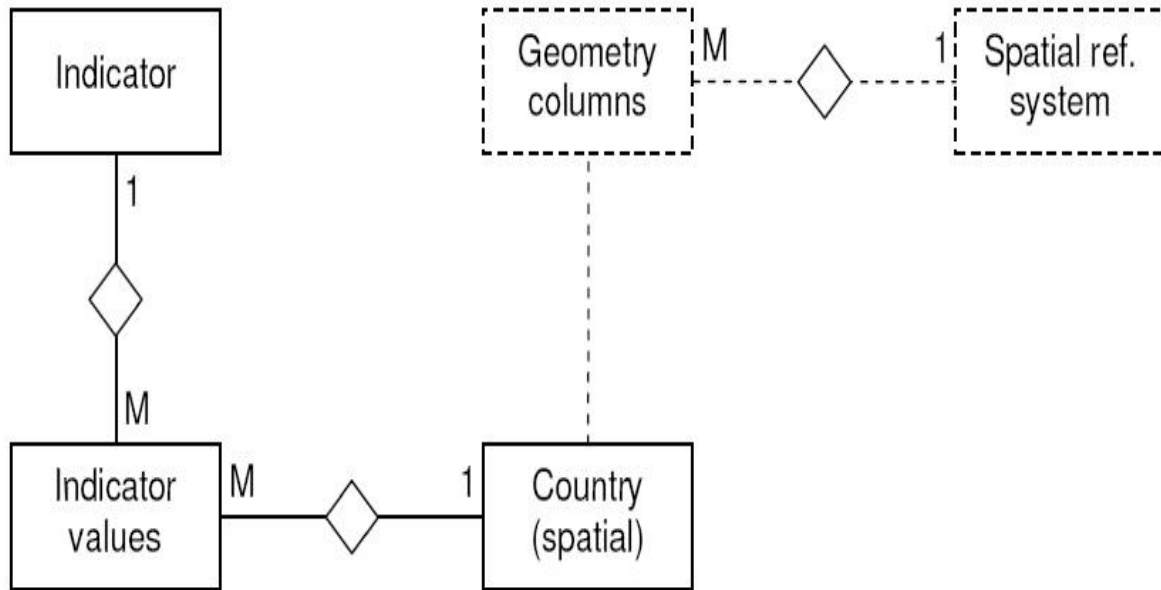 Indicator
Geometry
columns
M
1
Spatial ref.
system
1
M
Indicator
values
M
1
Country
(spatial)